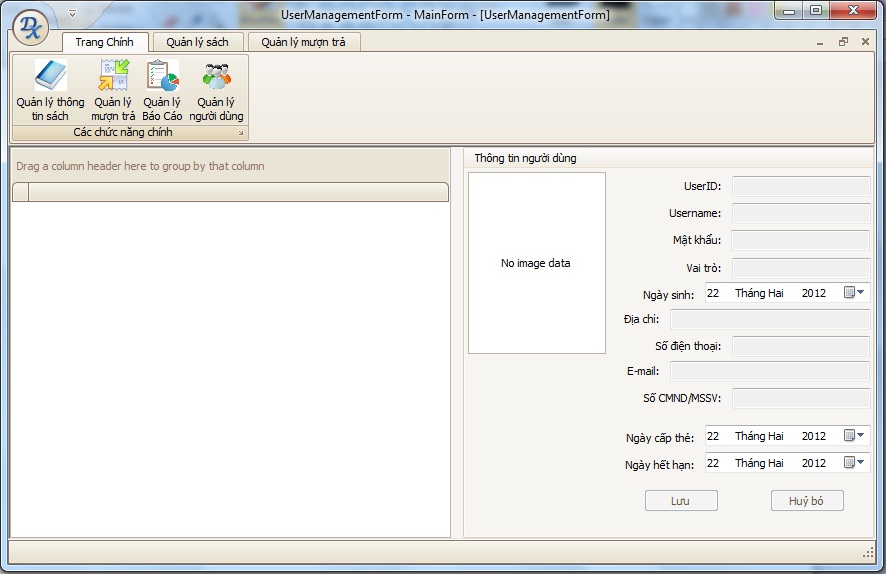 UserManagementForm - MainForm - [UserManagementForm]
DX
Trang Chính Quản lý sách Quản lý mượn trả
Quản lý thông tin sách
Quản lý mượn trả
Quản lý Báo Cáo
Quản lý người dùng
Các chức năng chính
Drag a column header here to group by that column
Thông tin người dùng
No image data
UserID:
Username:
Mật khẩu:
Vai trò:
Ngày sinh: 22 Tháng Hai 2012
Địa chỉ:
Số điện thoại:
E-mail:
Số CMND/MSSV:
Ngày cấp thẻ: 22 Tháng Hai 2012
Ngày hết hạn: 22 Tháng Hai 2012
Lưu Huỷ bỏ